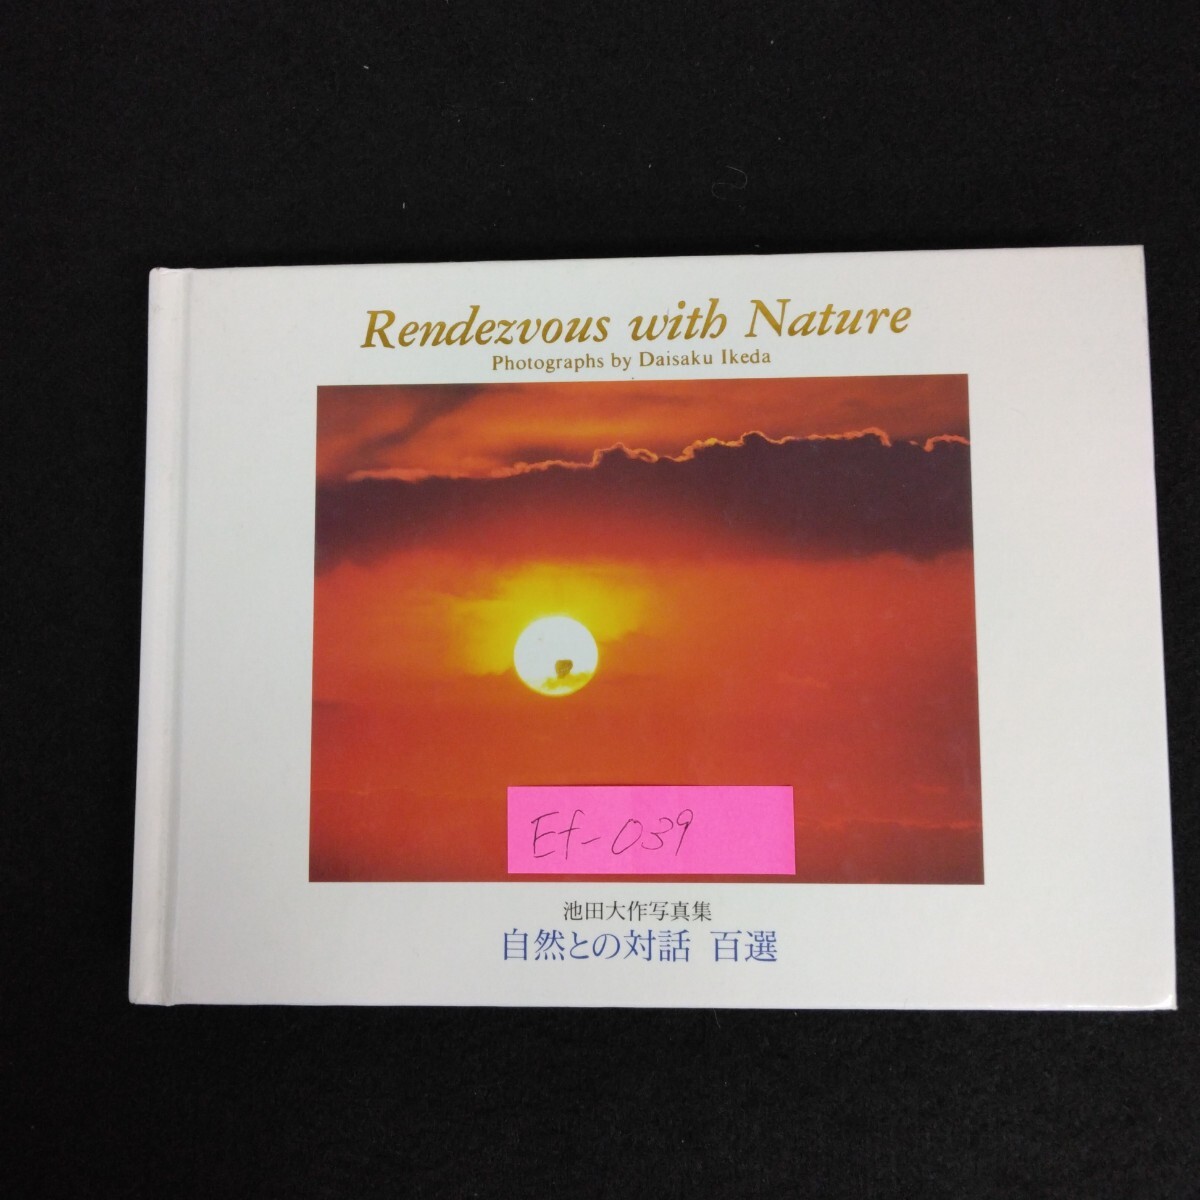 Rendezvous with Nature
Photographs by Daisaku Ikeda
Ef-039
池田大作写真集
自然との対話 百選